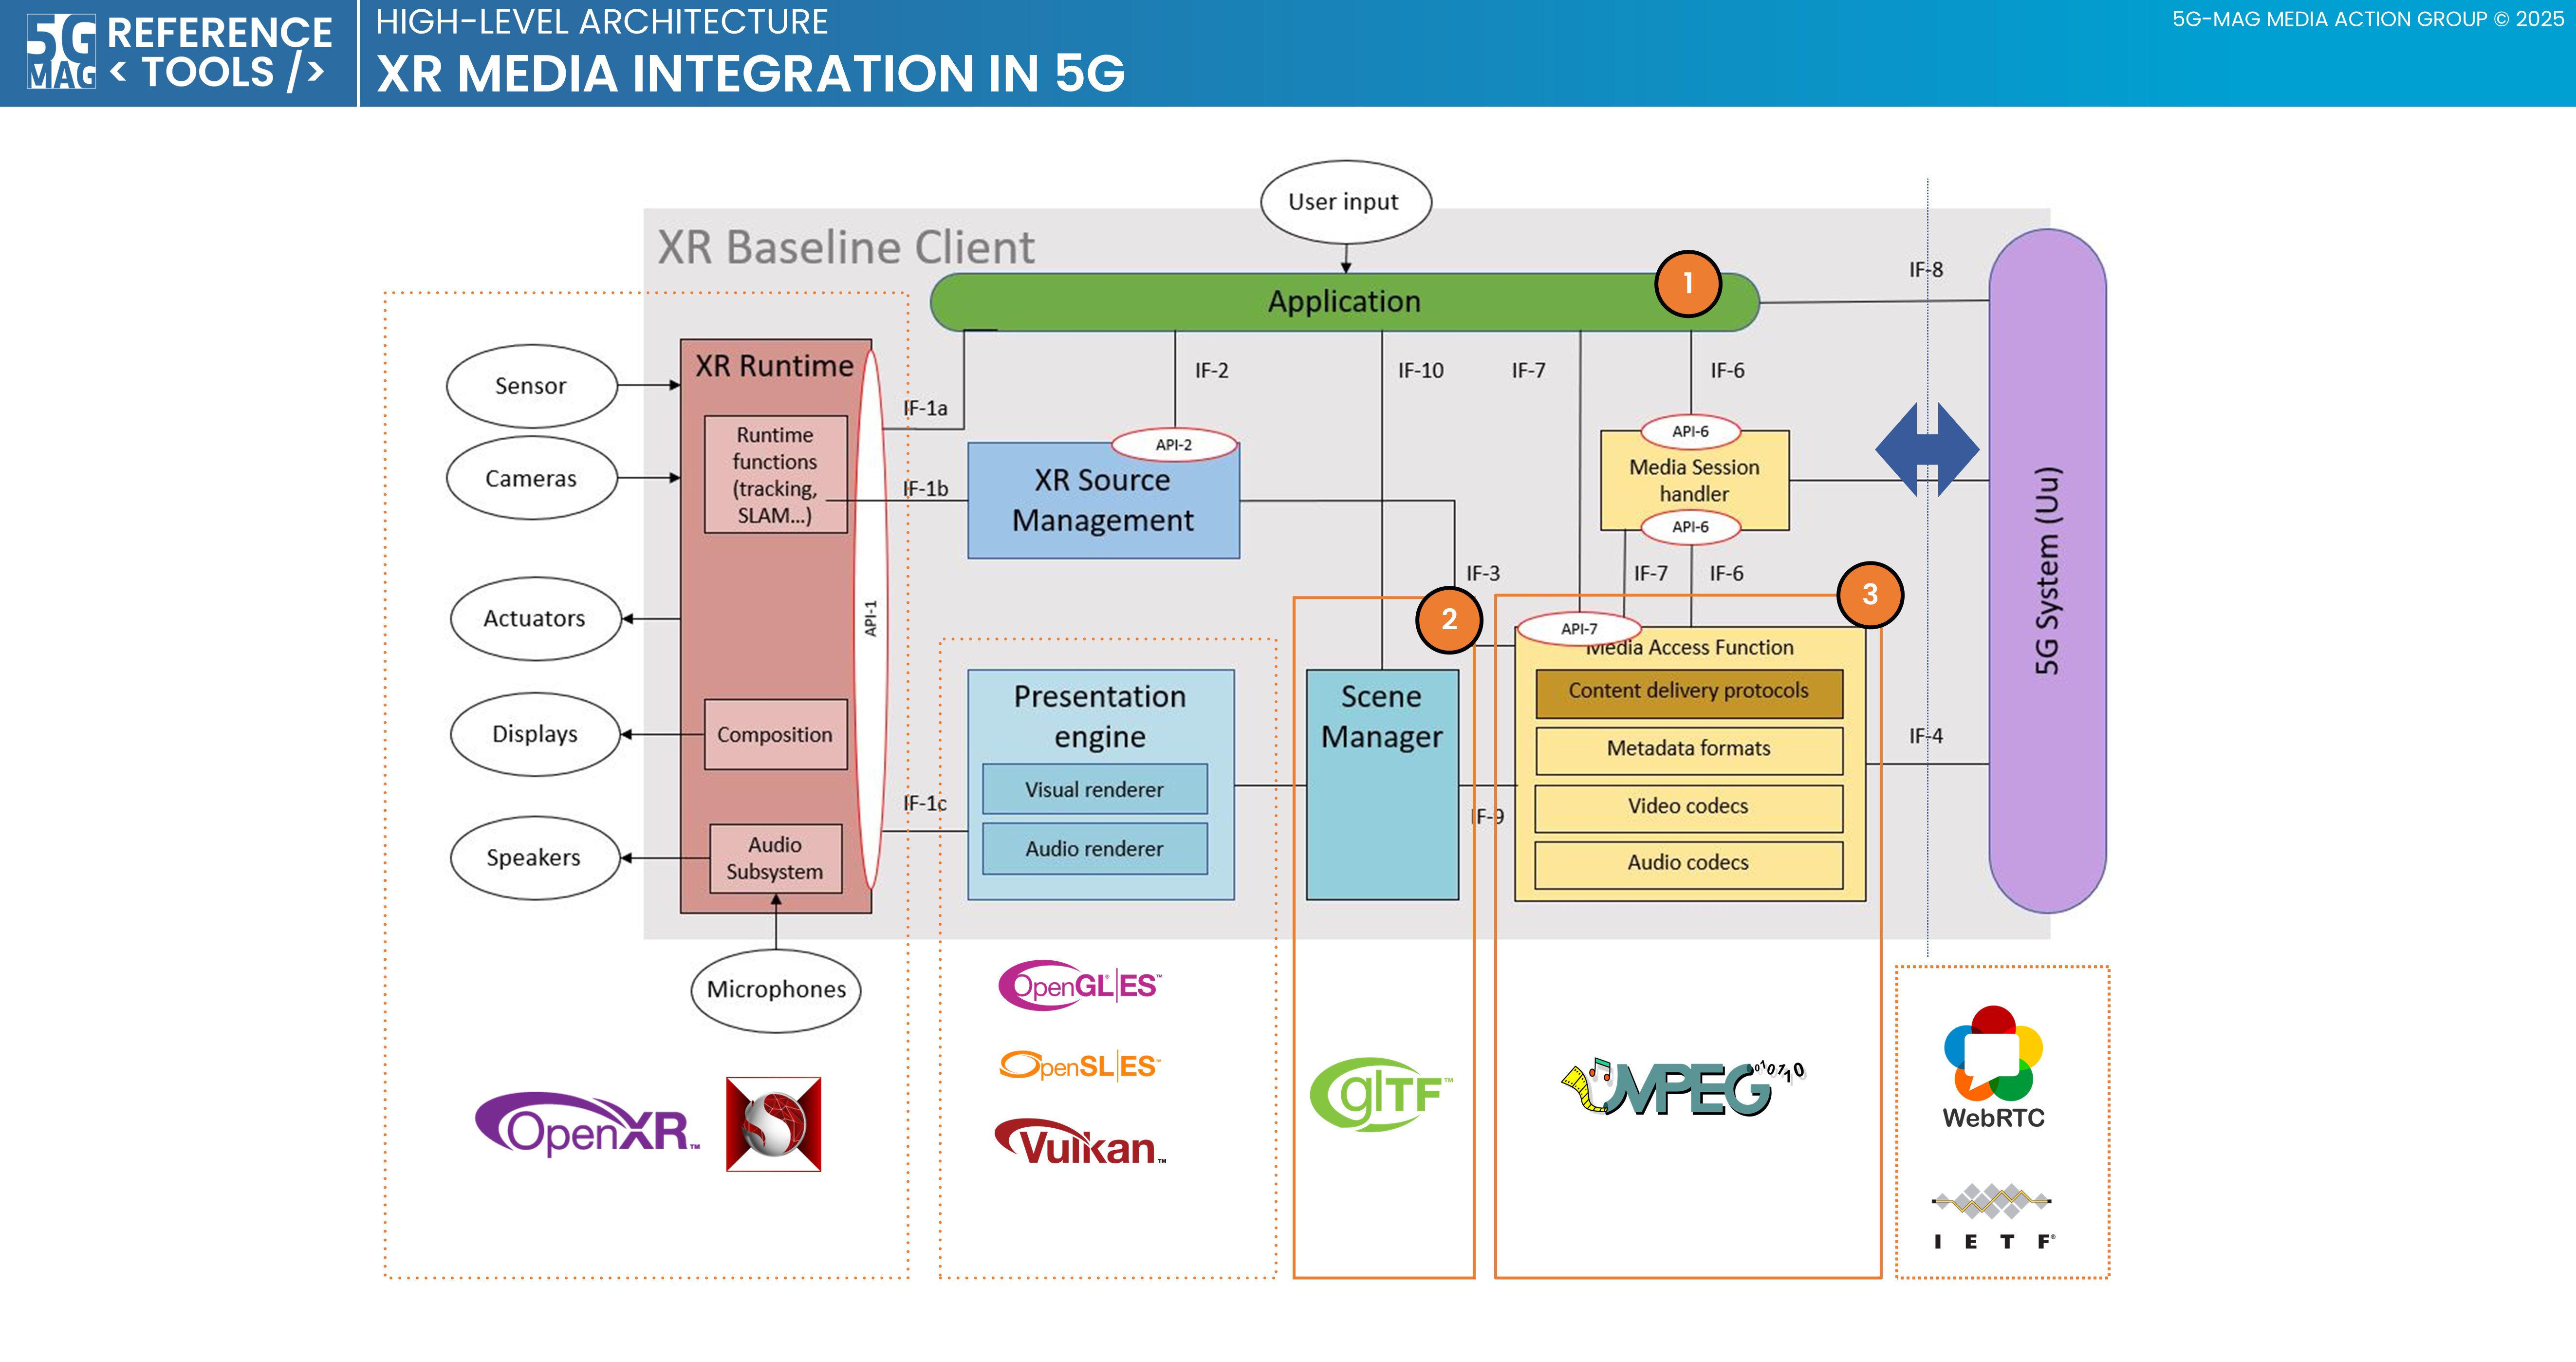 5G MAG
REFERENCE
< TOOLS />
HIGH-LEVEL ARCHITECTURE
XR MEDIA INTEGRATION IN 5G
5G-MAG MEDIA ACTION GROUP © 2025
User input
XR Baseline Client
Application
1
IF-8
XR Runtime
Sensor
Cameras
Actuators
Displays
Speakers
Runtime
functions
(tracking,
SLAM...)
Composition
Audio
Subsystem
Microphones
API-1
IF-1a
IF-1b
IF-1c
IF-2
IF-10
IF-7
IF-6
API-2
XR Source
Management
API-6
Media Session
handler
API-6
IF-3
IF-7
IF-6
2
3
Presentation
engine
Visual renderer
Audio renderer
Scene
Manager
IF-9
API-7
Media Access Function
Content delivery protocols
Metadata formats
Video codecs
Audio codecs
IF-4
5G System (Uu)
OpenXR™
OpenGL|ES™
OpenSL|ES™
Vulkan™
glTF™
MPEG
WebRTC
I E T F®